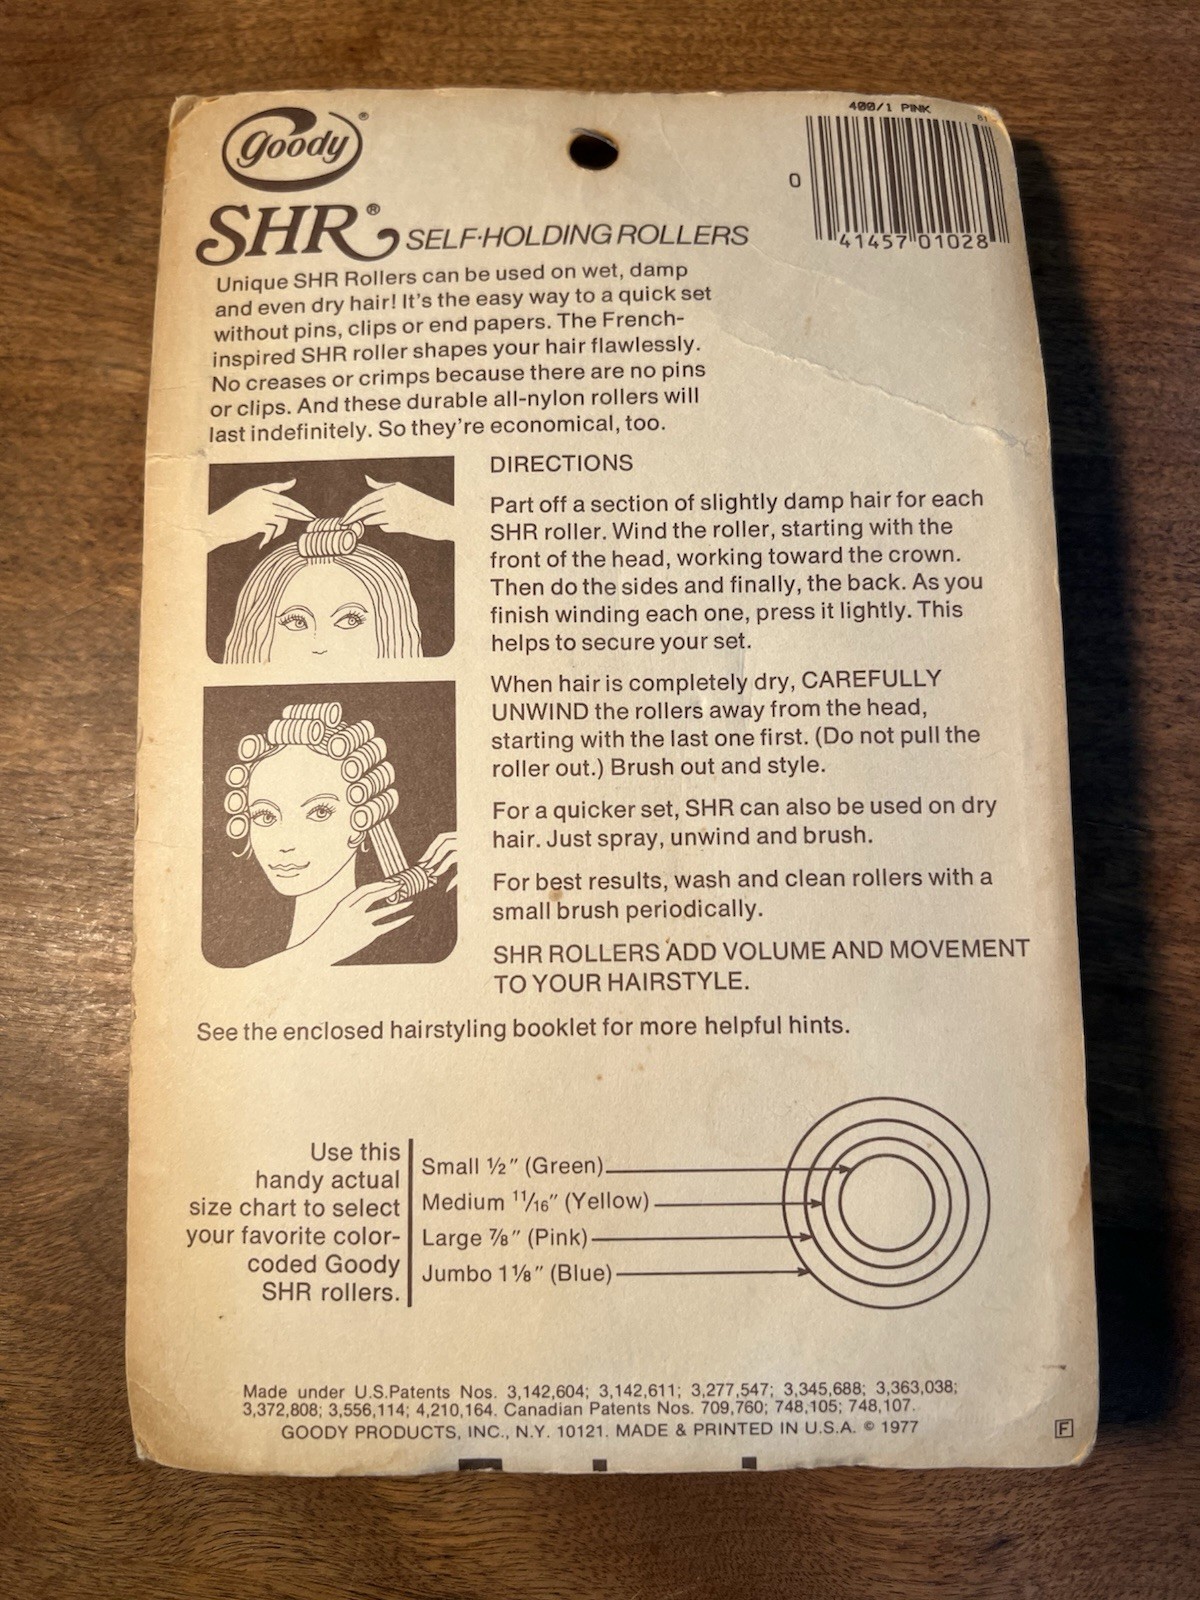 goody®
400/1 PINK
0
41457 01028
SHR® SELF-HOLDING ROLLERS
Unique SHR Rollers can be used on wet, damp
and even dry hair! It's the easy way to a quick set
without pins, clips or end papers. The French-
inspired SHR roller shapes your hair flawlessly.
No creases or crimps because there are no pins
or clips. And these durable all-nylon rollers will
last indefinitely. So they're economical, too.
DIRECTIONS
Part off a section of slightly damp hair for each
SHR roller. Wind the roller, starting with the
front of the head, working toward the crown.
Then do the sides and finally, the back. As you
finish winding each one, press it lightly. This
helps to secure your set.
When hair is completely dry, CAREFULLY
UNWIND the rollers away from the head,
starting with the last one first. (Do not pull the
roller out.) Brush out and style.
For a quicker set, SHR can also be used on dry
hair. Just spray, unwind and brush.
For best results, wash and clean rollers with a
small brush periodically.
SHR ROLLERS ADD VOLUME AND MOVEMENT
TO YOUR HAIRSTYLE.
See the enclosed hairstyling booklet for more helpful hints.
Use this
handy actual
size chart to select
your favorite color-
coded Goody
SHR rollers.
Small ½" (Green)
Medium 11/16" (Yellow)
Large ⅞" (Pink)
Jumbo 1⅛" (Blue)
Made under U.S.Patents Nos. 3,142,604; 3,142,611; 3,277,547; 3,345,688; 3,363,038;
3,372,808; 3,556,114; 4,210,164. Canadian Patents Nos. 709,760; 748,105; 748,107.
GOODY PRODUCTS, INC., N.Y. 10121. MADE & PRINTED IN U.S.A. © 1977
F